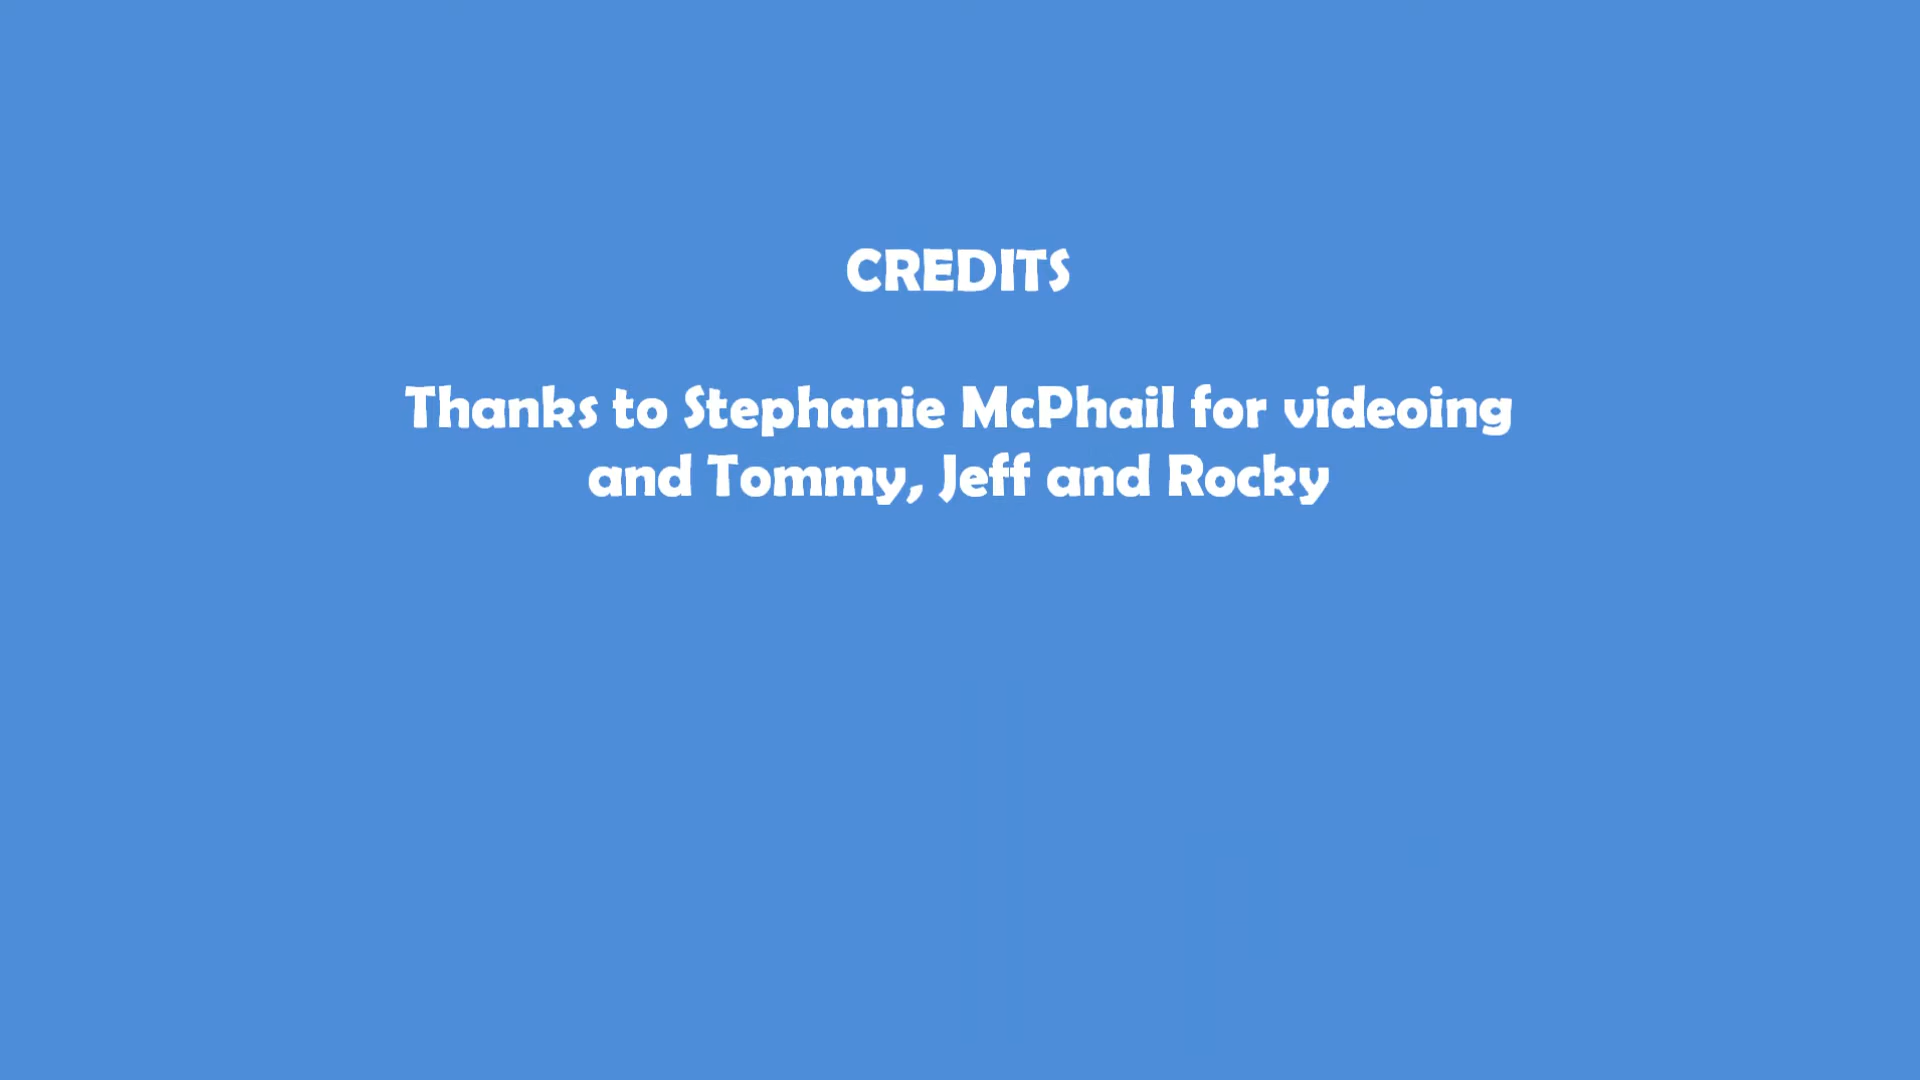 CREDITS
Thanks to Stephanie McPhail for videoing
and Tommy, Jeff and Rocky